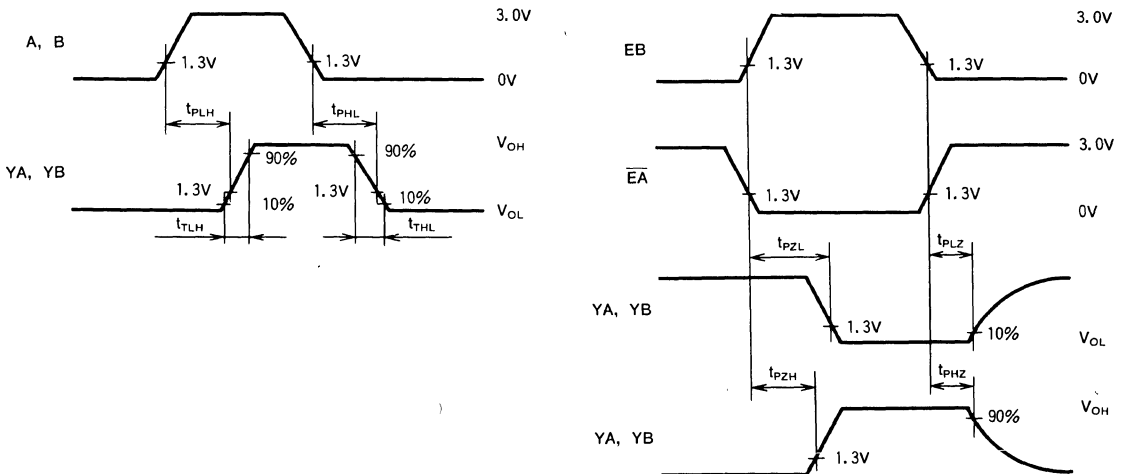 A, B
3.0V
1.3V
1.3V
0V
tPLH
tPHL
YA, YB
VOH
90%
90%
1.3V
10%
1.3V
10%
VOL
tTLH
tTHL
EB
3.0V
1.3V
1.3V
0V
EA
3.0V
1.3V
1.3V
0V
tPZL
tPLZ
YA, YB
1.3V
10%
VOL
tPZH
tPHZ
YA, YB
1.3V
90%
VOH